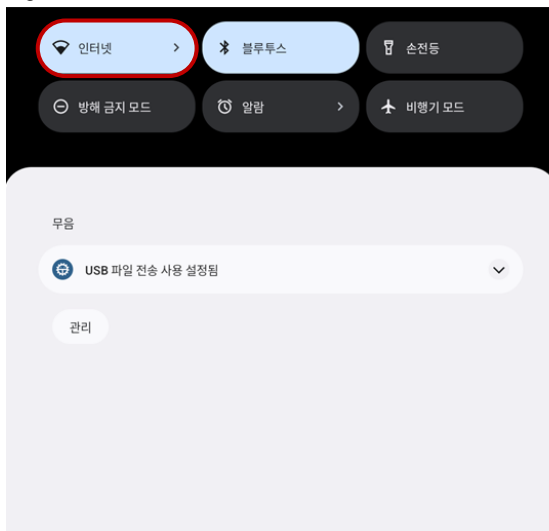 인터넷
블루투스
손전등
방해 금지 모드
알람
비행기 모드
무음
USB 파일 전송 사용 설정됨
관리